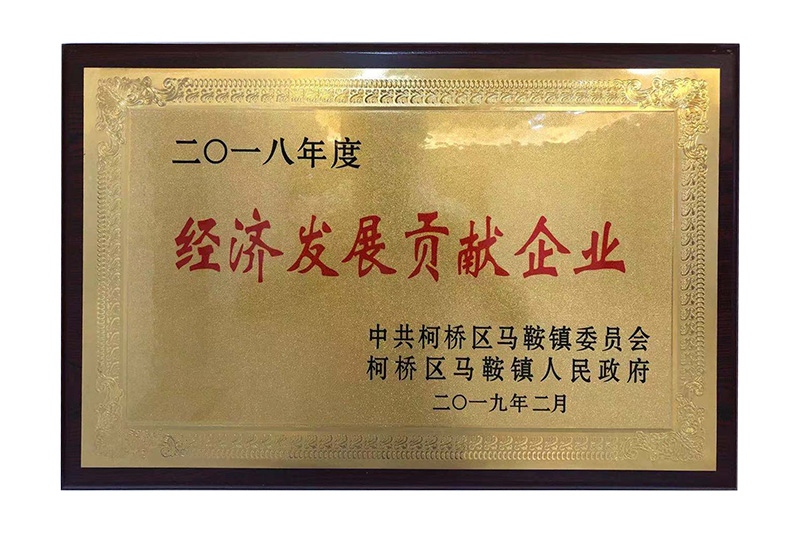 二〇一八年度
经济发展贡献企业
中共柯桥区马鞍镇委员会
柯桥区马鞍镇人民政府
二〇一九年二月